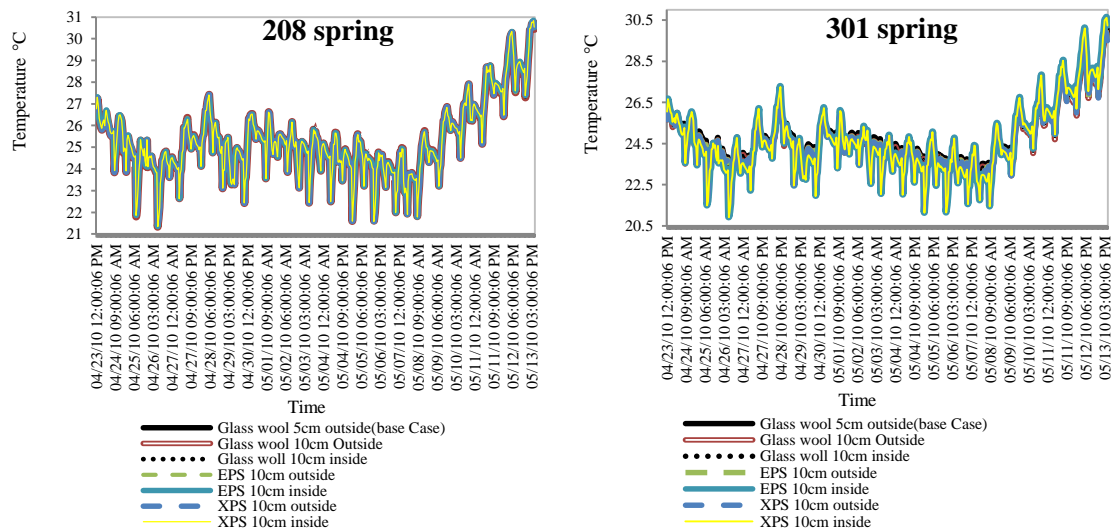 208 spring
Temperature °C
31
30
29
28
27
26
25
24
23
22
21
04/23/10 12:00:06 PM
04/24/10 09:00:06 AM
04/25/10 06:00:06 AM
04/26/10 03:00:06 AM
04/27/10 12:00:06 AM
04/27/10 09:00:06 PM
04/28/10 06:00:06 PM
04/29/10 03:00:06 PM
04/30/10 12:00:06 PM
05/01/10 09:00:06 AM
05/02/10 06:00:06 AM
05/03/10 03:00:06 AM
05/04/10 12:00:06 AM
05/04/10 09:00:06 PM
05/05/10 06:00:06 PM
05/06/10 03:00:06 PM
05/07/10 12:00:06 PM
05/08/10 09:00:06 AM
05/09/10 06:00:06 AM
05/10/10 03:00:06 AM
05/11/10 12:00:06 AM
05/11/10 09:00:06 PM
05/12/10 06:00:06 PM
05/13/10 03:00:06 PM
Time
Glass wool 5cm outside(base Case)
Glass wool 10cm Outside
Glass woll 10cm inside
EPS 10cm outside
EPS 10cm inside
XPS 10cm outside
XPS 10cm inside
301 spring
Temperature °C
30.5
28.5
26.5
24.5
22.5
20.5
04/23/10 12:00:06 PM
04/24/10 09:00:06 AM
04/25/10 06:00:06 AM
04/26/10 03:00:06 AM
04/27/10 12:00:06 AM
04/27/10 09:00:06 PM
04/28/10 06:00:06 PM
04/29/10 03:00:06 PM
04/30/10 12:00:06 PM
05/01/10 09:00:06 AM
05/02/10 06:00:06 AM
05/03/10 03:00:06 AM
05/04/10 12:00:06 AM
05/04/10 09:00:06 PM
05/05/10 06:00:06 PM
05/06/10 03:00:06 PM
05/07/10 12:00:06 PM
05/08/10 09:00:06 AM
05/09/10 06:00:06 AM
05/10/10 03:00:06 AM
05/11/10 12:00:06 AM
05/11/10 09:00:06 PM
05/12/10 06:00:06 PM
05/13/10 03:00:06 PM
Time
Glass wool 5cm outside(base Case)
Glass wool 10cm Outside
Glass woll 10cm inside
EPS 10cm outside
EPS 10cm inside
XPS 10cm outside
XPS 10cm inside